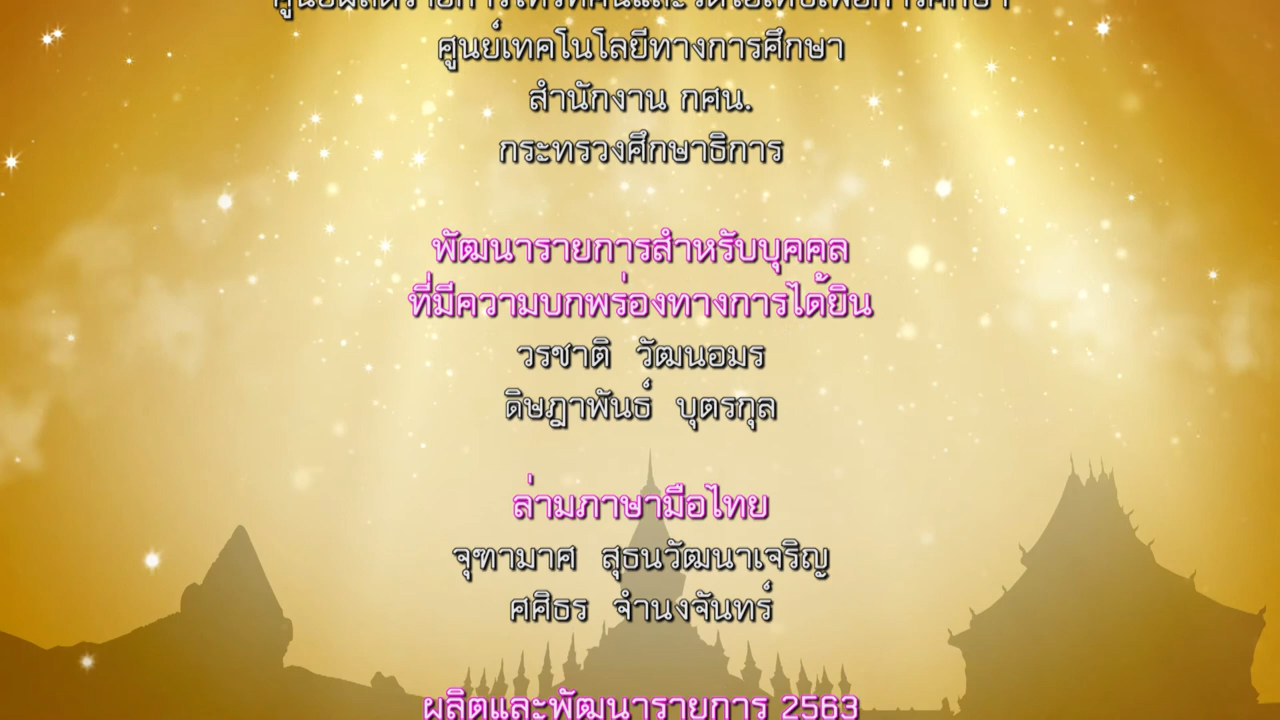 ศูนย์เทคโนโลยีทางการศึกษา
สำนักงาน กศน.
กระทรวงศึกษาธิการ
พัฒนารายการสำหรับบุคคล
ที่มีความบกพร่องทางการได้ยิน
วรชาติ วัฒนอมร
ดิษฎาพันธ์ บุตรกุล
ล่ามภาษามือไทย
จุฑามาศ สุธนวัฒนาเจริญ
ศศิธร จำนงจันทร์
ผลิตและพัฒนารายการ 2563